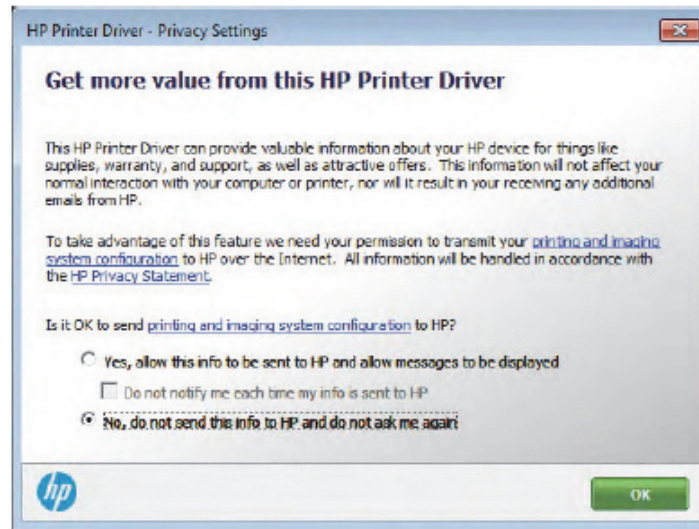 HP Printer Driver - Privacy Settings
Get more value from this HP Printer Driver
This HP Printer Driver can provide valuable information about your HP device for things like
supplies, warranty, and support, as well as attractive offers. This information will not affect your
normal interaction with your computer or printer, nor will it result in your receiving any additional
emails from HP.
To take advantage of this feature we need your permission to transmit your printing and imaging
system configuration to HP over the Internet. All information will be handled in accordance with
the HP Privacy Statement.
Is it OK to send printing and imaging system configuration to HP?
Yes, allow this info to be sent to HP and allow messages to be displayed
Do not notify me each time my info is sent to HP
No, do not send this info to HP and do not ask me again
hp
OK